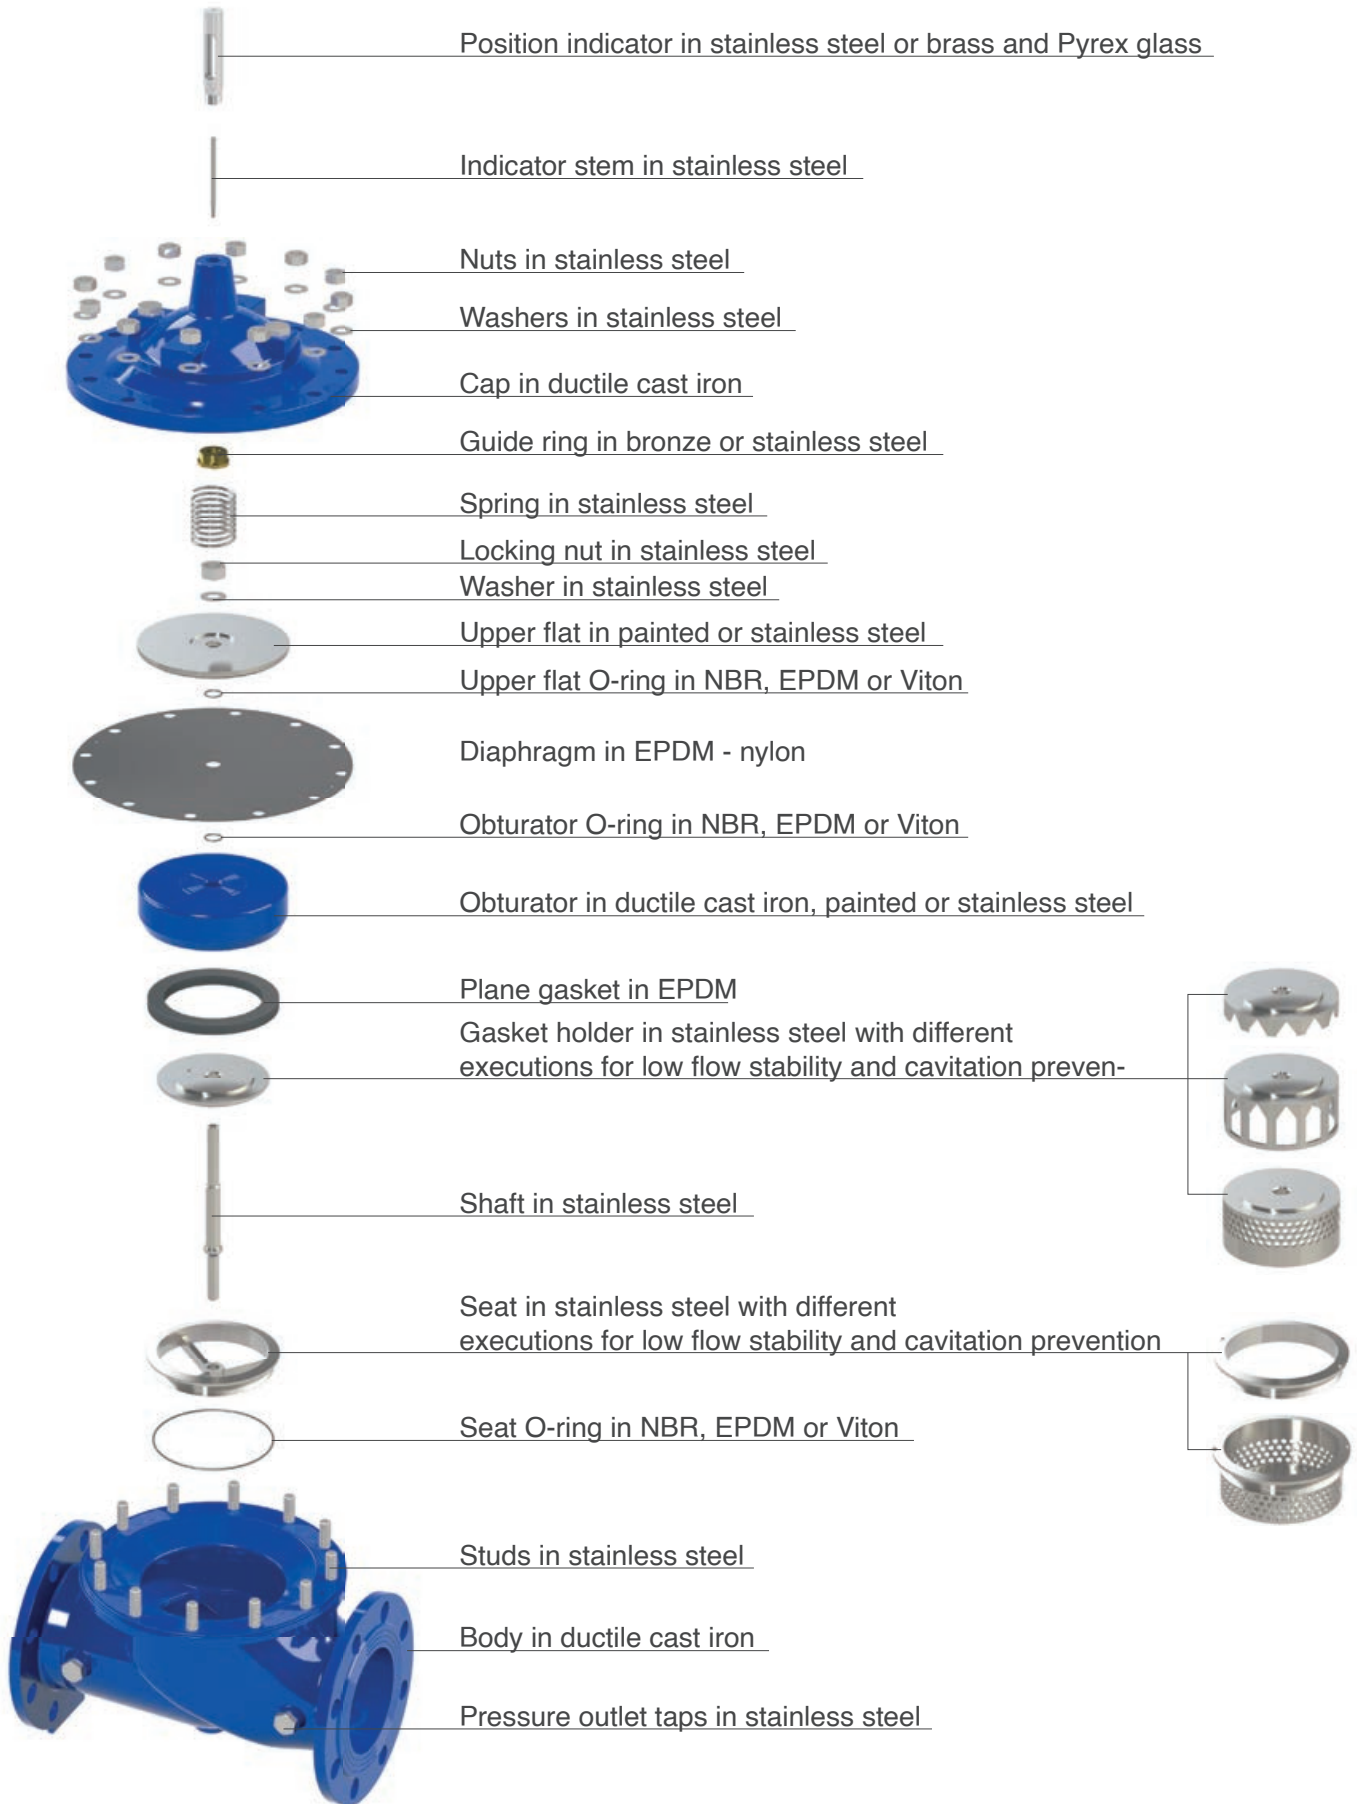 Position indicator in stainless steel or brass and Pyrex glass
Indicator stem in stainless steel
Nuts in stainless steel
Washers in stainless steel
Cap in ductile cast iron
Guide ring in bronze or stainless steel
Spring in stainless steel
Locking nut in stainless steel
Washer in stainless steel
Upper flat in painted or stainless steel
Upper flat O-ring in NBR, EPDM or Viton
Diaphragm in EPDM - nylon
Obturator O-ring in NBR, EPDM or Viton
Obturator in ductile cast iron, painted or stainless steel
Plane gasket in EPDM
Gasket holder in stainless steel with different
executions for low flow stability and cavitation preven-
Shaft in stainless steel
Seat in stainless steel with different
executions for low flow stability and cavitation prevention
Seat O-ring in NBR, EPDM or Viton
Studs in stainless steel
Body in ductile cast iron
Pressure outlet taps in stainless steel